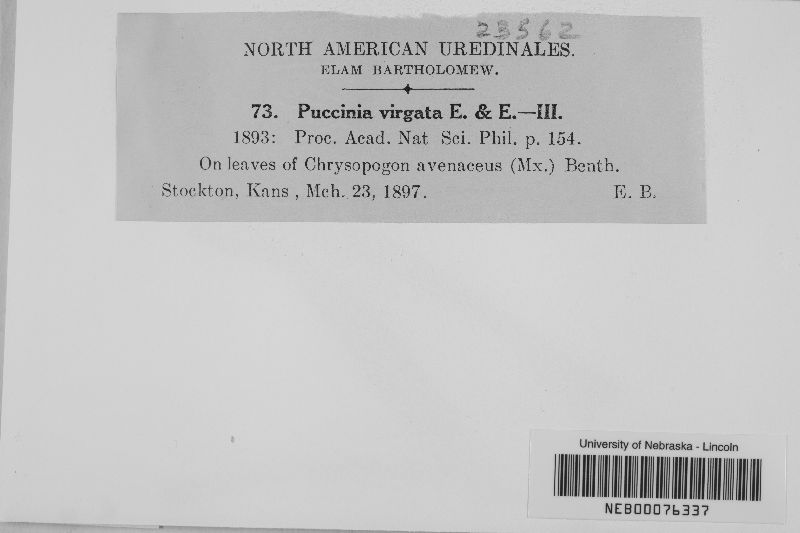 23562
NORTH AMERICAN UREDINALES.
ELAM BARTHOLOMEW.
73. Puccinia virgata E. & E.—III.
1893: Proc. Acad. Nat Sci. Phil. p. 154.
On leaves of Chrysopogon avenaceus (Mx.) Benth.
Stockton, Kans , Mch. 23, 1897. E. B.
University of Nebraska - Lincoln
NEB00076337